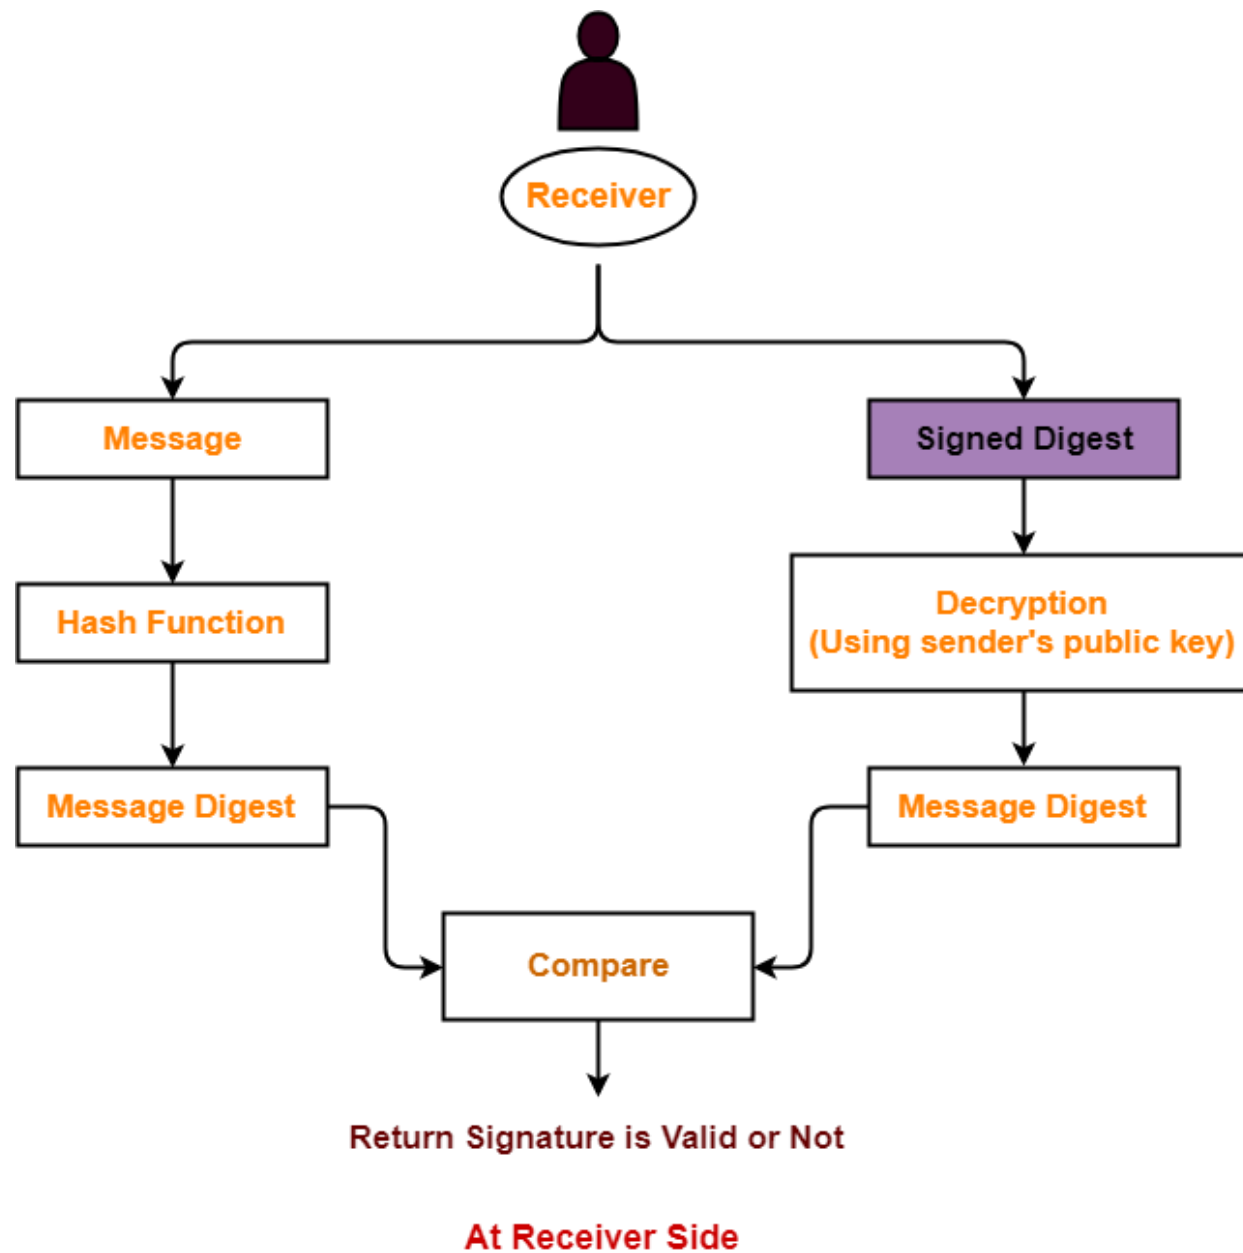 Receiver
Message
Signed Digest
Hash Function
Decryption
(Using sender's public key)
Message Digest
Message Digest
Compare
Return Signature is Valid or Not
At Receiver Side